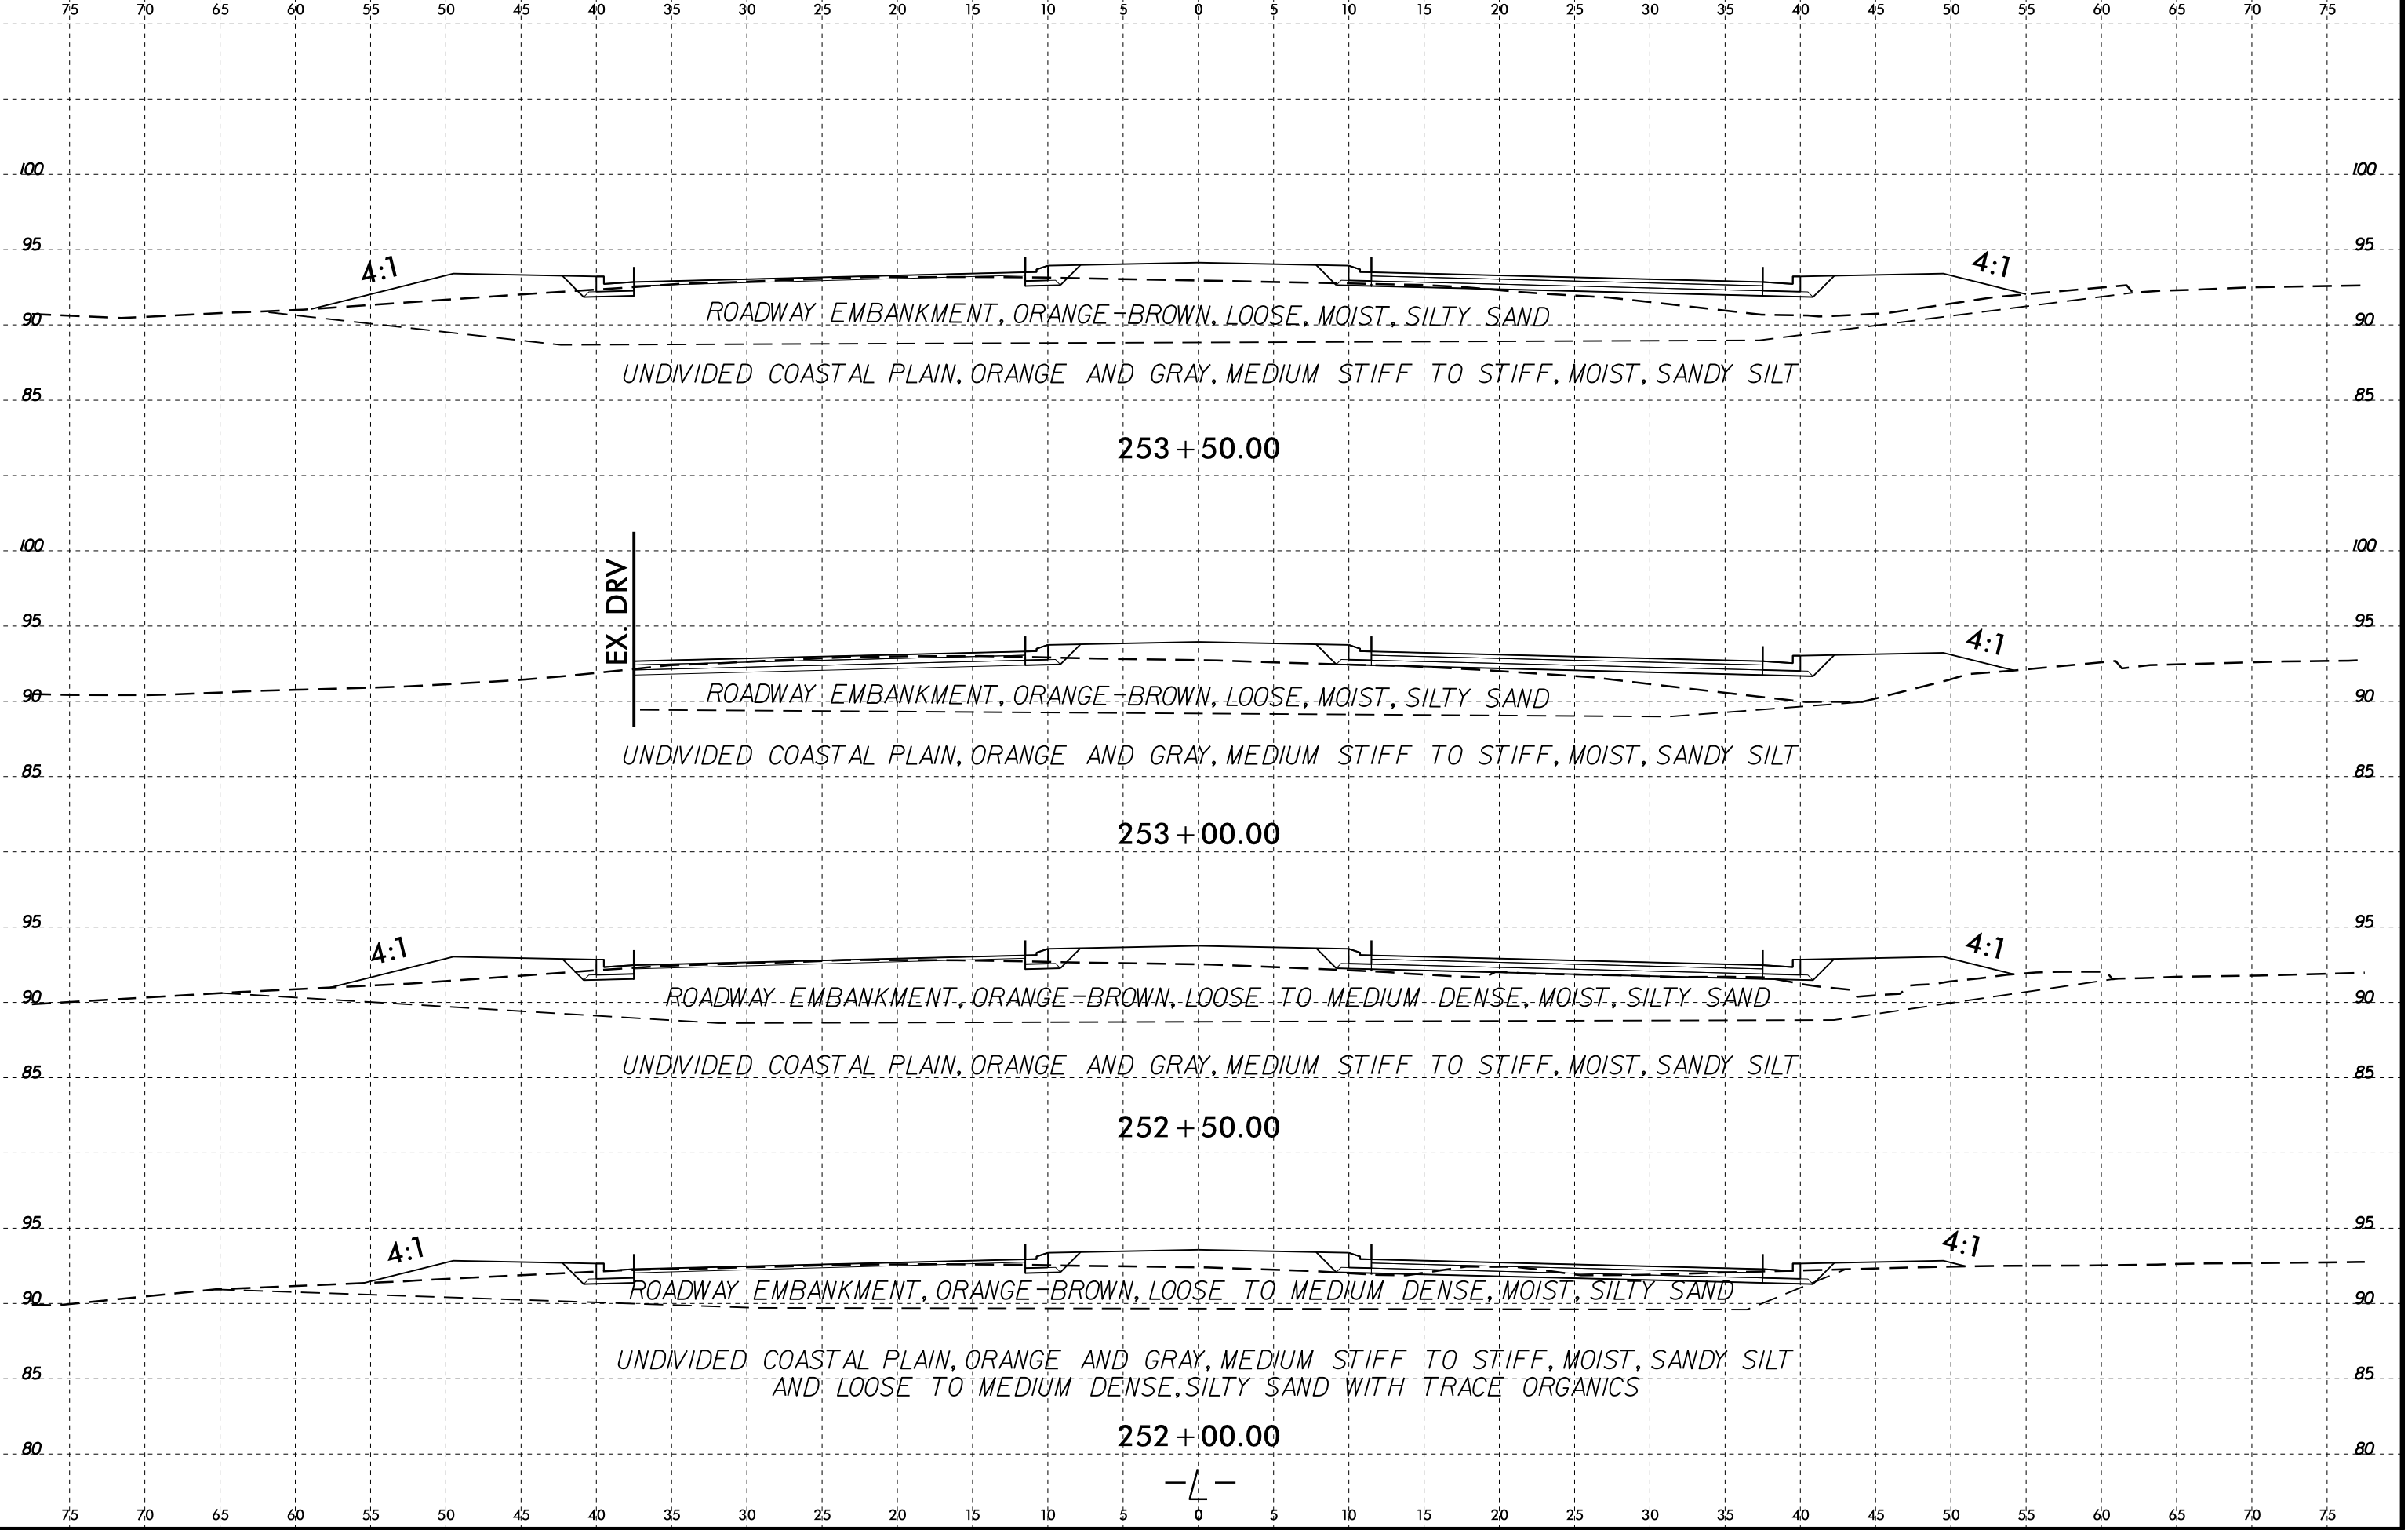 75 70 65 60 55 50 45 40 35 30 25 20 15 10 5 0 5 10 15 20 25 30 35 40 45 50 55 60 65 70 75
100 100
95 4:1 4:1 95
90 ROADWAY EMBANKMENT, ORANGE-BROWN, LOOSE, MOIST, SILTY SAND 90
UNDIVIDED COASTAL PLAIN, ORANGE AND GRAY, MEDIUM STIFF TO STIFF, MOIST, SANDY SILT
85 85
253+50.00
100 100
EX. DRV
95 4:1 95
90 ROADWAY EMBANKMENT, ORANGE-BROWN, LOOSE, MOIST, SILTY SAND 90
UNDIVIDED COASTAL PLAIN, ORANGE AND GRAY, MEDIUM STIFF TO STIFF, MOIST, SANDY SILT
85 85
253+00.00
95 95
4:1 4:1
90 ROADWAY EMBANKMENT, ORANGE-BROWN, LOOSE TO MEDIUM DENSE, MOIST, SILTY SAND 90
UNDIVIDED COASTAL PLAIN, ORANGE AND GRAY, MEDIUM STIFF TO STIFF, MOIST, SANDY SILT
85 85
252+50.00
95 95
4:1 4:1
90 ROADWAY EMBANKMENT, ORANGE-BROWN, LOOSE TO MEDIUM DENSE, MOIST, SILTY SAND 90
UNDIVIDED COASTAL PLAIN, ORANGE AND GRAY, MEDIUM STIFF TO STIFF, MOIST, SANDY SILT
85 85
AND LOOSE TO MEDIUM DENSE, SILTY SAND WITH TRACE ORGANICS
252+00.00
80 80
-L-
75 70 65 60 55 50 45 40 35 30 25 20 15 10 5 0 5 10 15 20 25 30 35 40 45 50 55 60 65 70 75